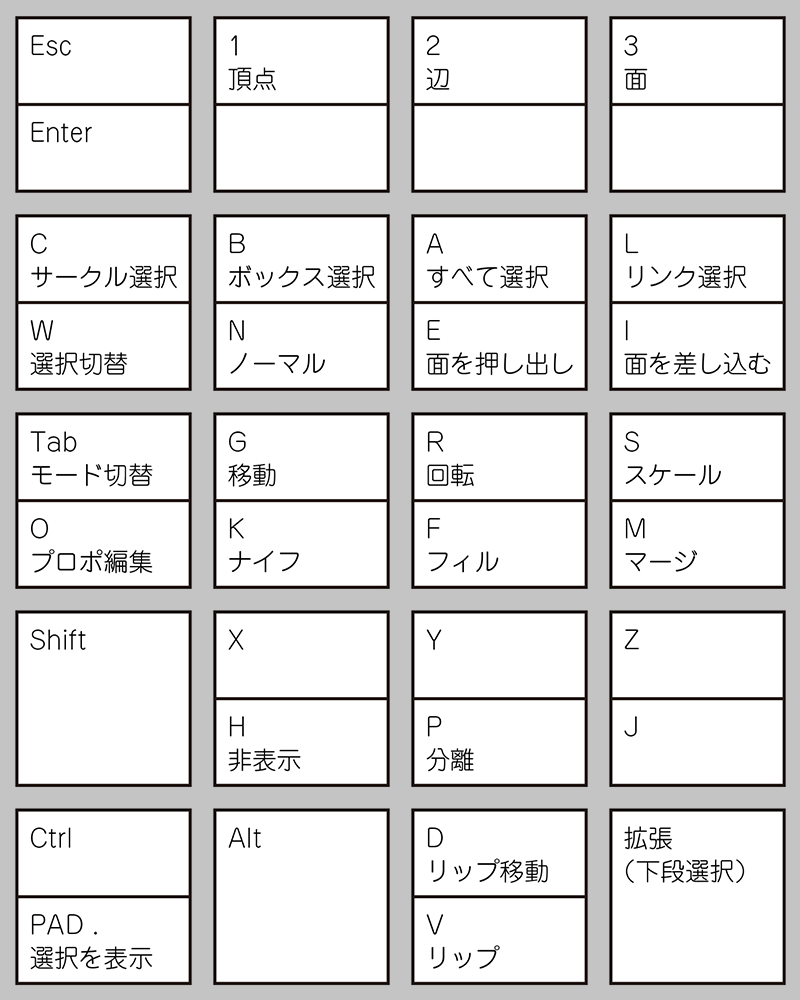 Esc
Enter
1
頂点
2
辺
3
面
C
サークル選択
W
選択切替
B
ボックス選択
N
ノーマル
A
すべて選択
E
面を押し出し
L
リンク選択
I
面を差し込む
Tab
モード切替
O
プロポ編集
G
移動
K
ナイフ
R
回転
F
フィル
S
スケール
M
マージ
Shift
X
H
非表示
Y
P
分離
Z
J
Ctrl
PAD .
選択を表示
Alt
D
リップ移動
V
リップ
拡張
(下段選択)